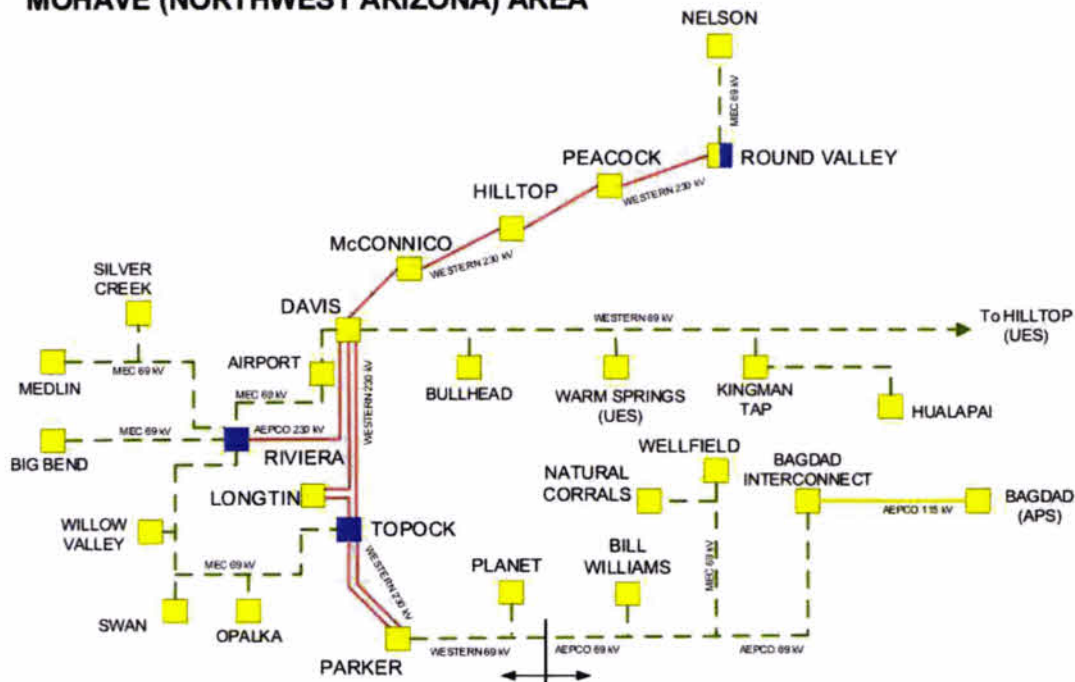 MOHAVE (NORTHWEST ARIZONA) AREA
NELSON
MEC 69 kV
ROUND VALLEY
PEACOCK
WESTERN 230 kV
HILLTOP
McCONNICO
WESTERN 230 kV
SILVER
CREEK
DAVIS
WESTERN 69 kV
To HILLTOP
(UES)
MEDLIN
MEC 69 kV
AIRPORT
MEC 69 kV
WESTERN 230 kV
BULLHEAD
WARM SPRINGS
(UES)
KINGMAN
TAP
HUALAPAI
BIG BEND
MEC 69 kV
AEPCO 230 kV
RIVIERA
WELLFIELD
NATURAL
CORRALS
BAGDAD
INTERCONNECT
AEPCO 115 kV
BAGDAD
(APS)
LONGTIN
WILLOW
VALLEY
TOPOCK
MEC 69 kV
WESTERN 230 kV
PLANET
BILL
WILLIAMS
MEC 69 kV
SWAN
OPALKA
PARKER
WESTERN 69 kV
AEPCO 69 kV
AEPCO 69 kV